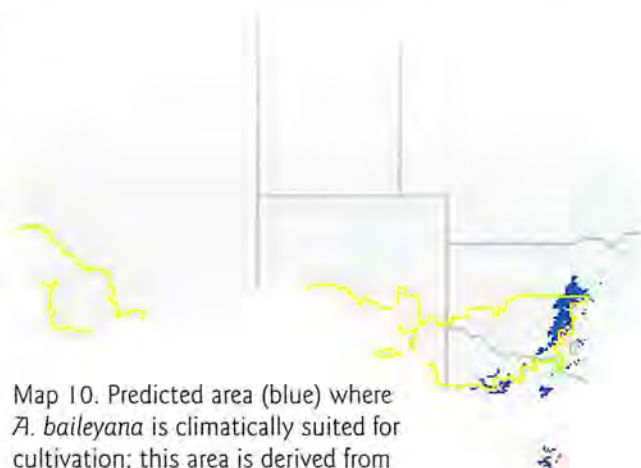 Map 10. Predicted area (blue) where
A. baileyana is climatically suited for
cultivation; this area is derived from